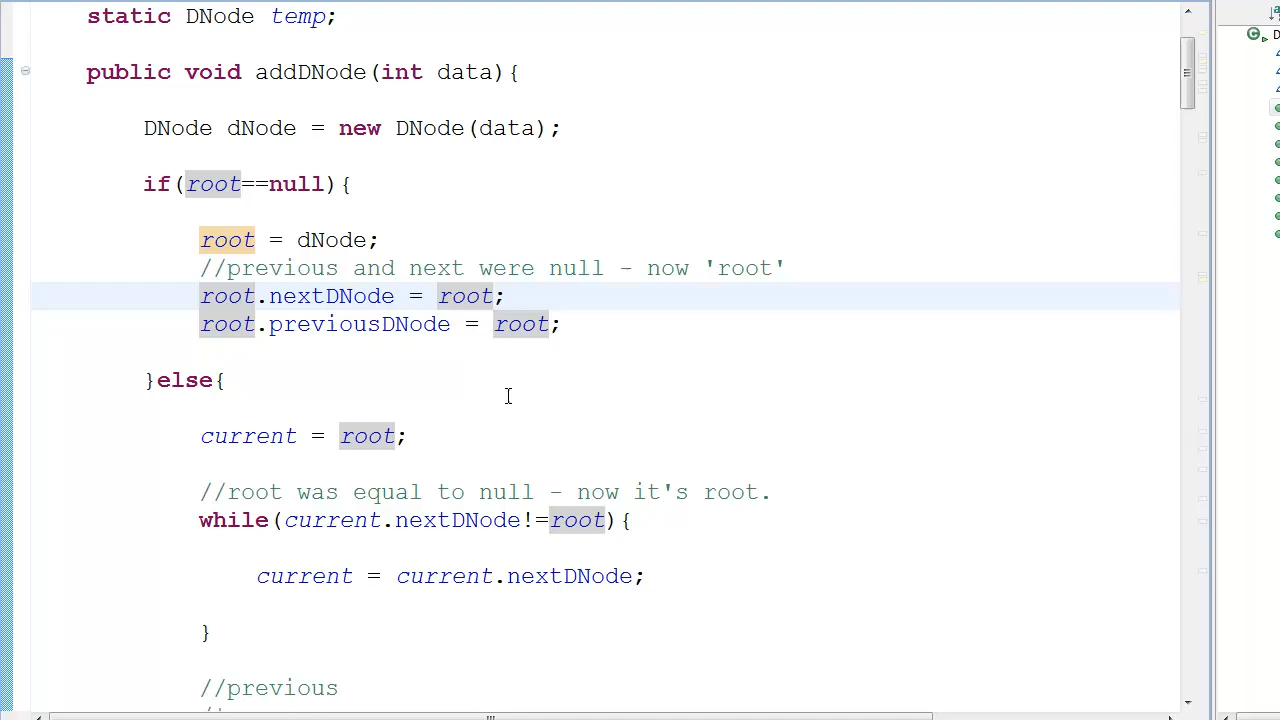 static DNode temp;
public void addDNode(int data){
DNode dNode = new DNode(data);
if(root==null){
root = dNode;
//previous and next were null – now 'root'
root.nextDNode = root;
root.previousDNode = root;
}else{
current = root;
//root was equal to null – now it's root.
while(current.nextDNode!=root){
current = current.nextDNode;
}
//previous